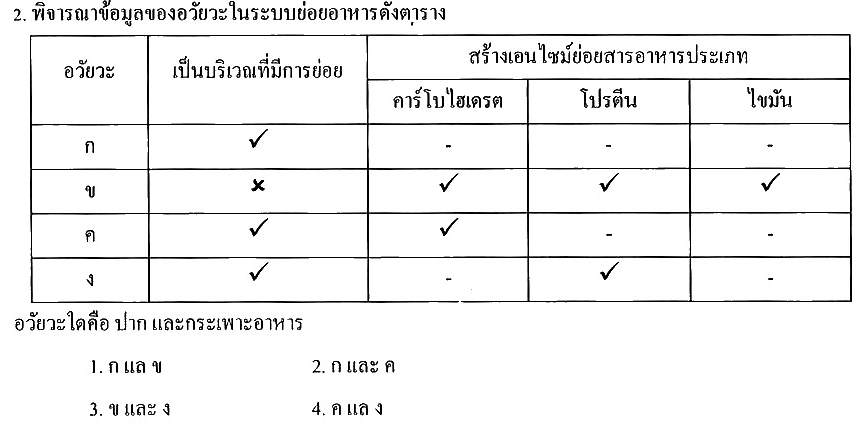 2. พิจารณาข้อมูลของอวัยวะในระบบย่อยอาหารดังตาราง
อวัยวะ เป็นบริเวณที่มีการย่อย สร้างเอนไซม์ย่อยสารอาหารประเภท
คาร์โบไฮเดรต โปรตีน ไขมัน
ก ✓ - - -
ข ✗ ✓ ✓ ✓
ค ✓ ✓ - -
ง ✓ - ✓ -
อวัยวะใดคือ ปาก และกระเพาะอาหาร
1. ก แล ข 2. ก และ ค
3. ข และ ง 4. ค แล ง